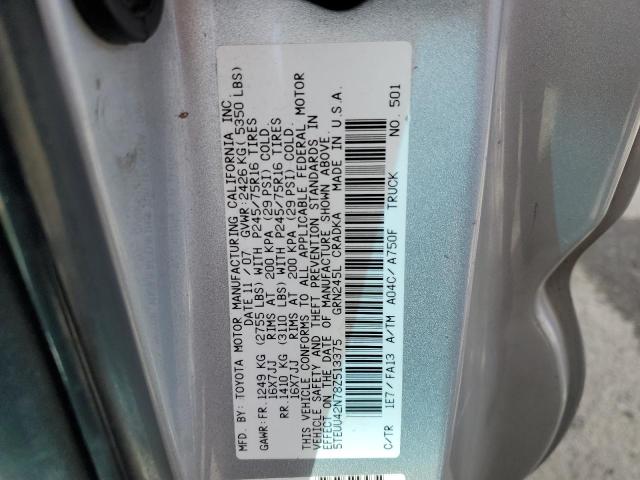 MFD. BY: TOYOTA MOTOR MANUFACTURING CALIFORNIA INC.
DATE 11 / 07 GVWR: 2426 KG( 5350 LBS)
GAWR: FR. 1249 KG (2755 LBS) WITH P245/75R16 TIRES
16X7JJ RIMS AT 200 KPA (29 PSI) COLD.
RR. 1410 KG (3110 LBS) WITH P245/75R16 TIRES
16X7JJ RIMS AT 200 KPA (29 PSI) COLD.
THIS VEHICLE CONFORMS TO ALL APPLICABLE FEDERAL MOTOR
VEHICLE SAFETY AND THEFT PREVENTION STANDARDS IN
EFFECT ON THE DATE OF MANUFACTURE SHOWN ABOVE.
5TEUU42N78Z513375 GRN245L CRADKA MADE IN U.S.A.
C/TR 1E7/FA13 A/TM A04C/A750F TRUCK NO. 501